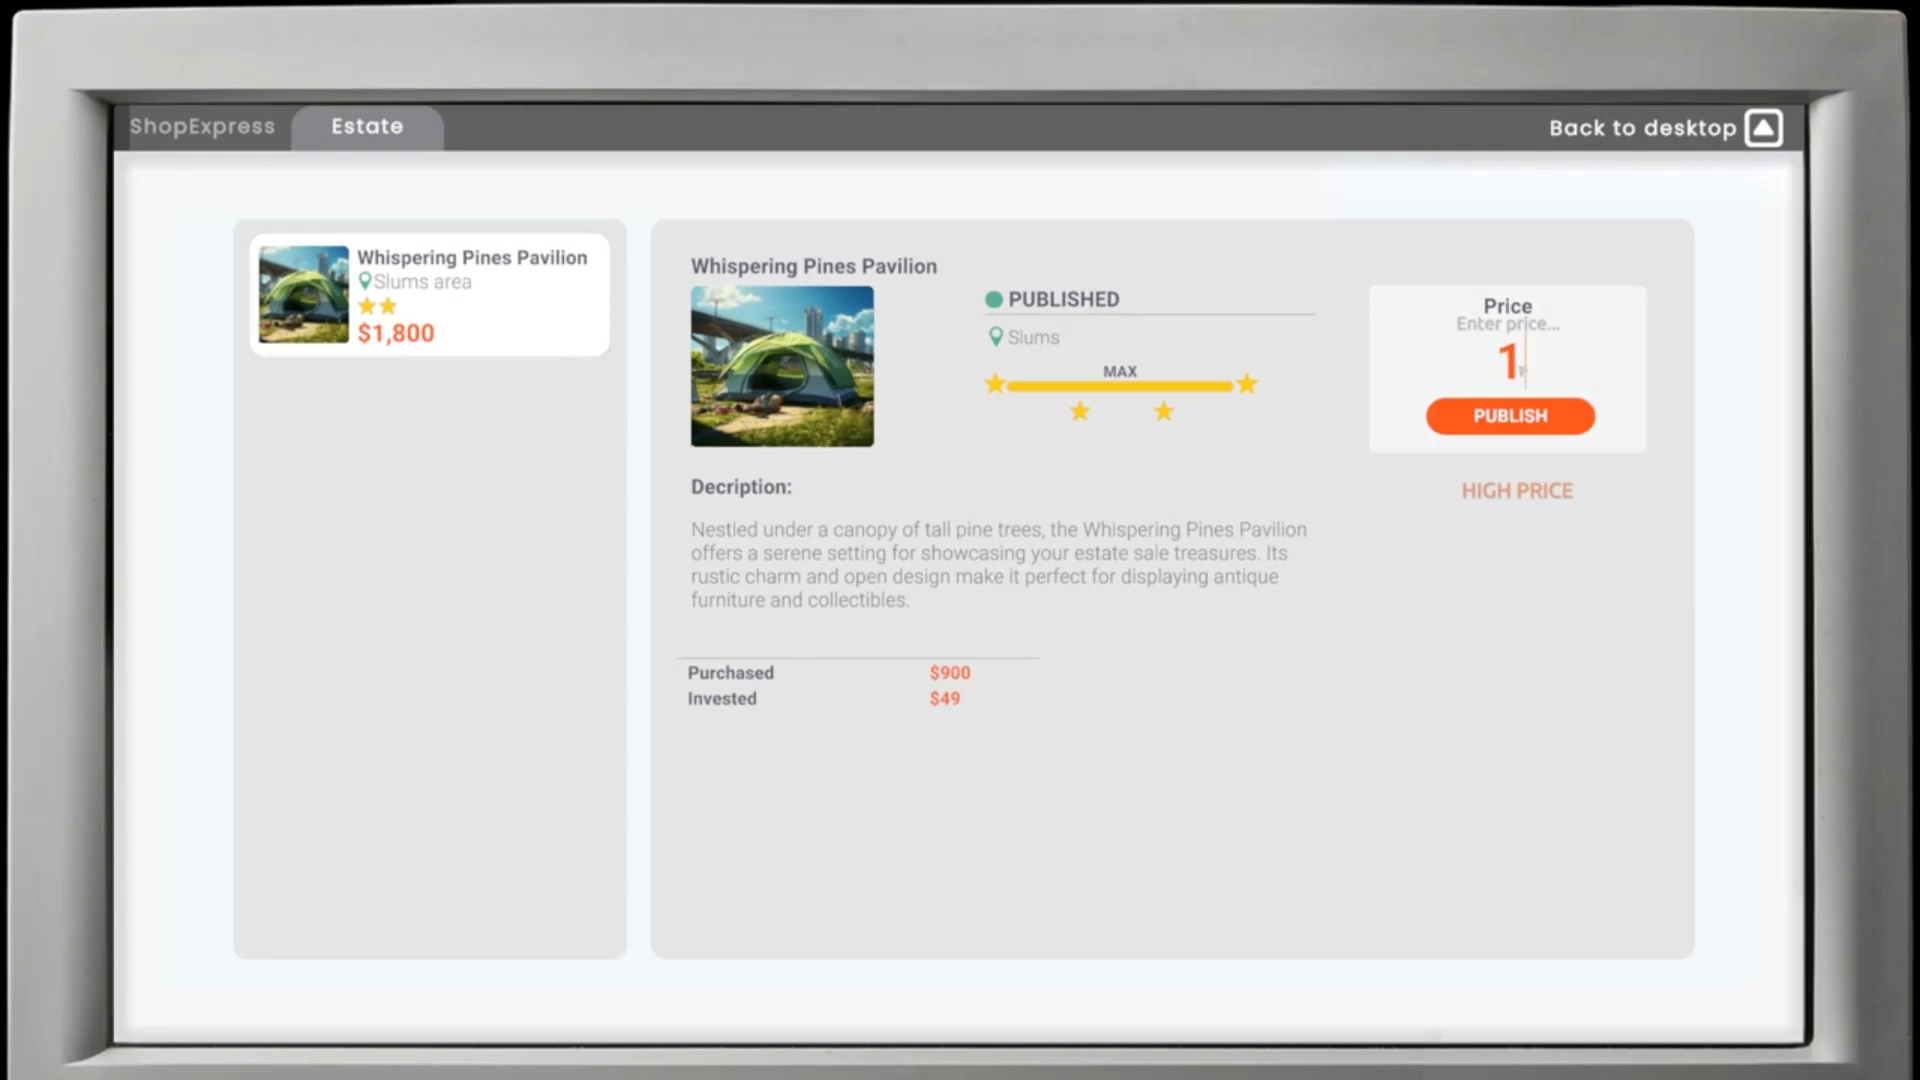 ShopExpress
Estate
Back to desktop
Whispering Pines Pavilion
Slums area
$1,800
Whispering Pines Pavilion
PUBLISHED
Slums
MAX
Price
Enter price...
1
PUBLISH
HIGH PRICE
Decription:
Nestled under a canopy of tall pine trees, the Whispering Pines Pavilion
offers a serene setting for showcasing your estate sale treasures. Its
rustic charm and open design make it perfect for displaying antique
furniture and collectibles.
Purchased $900
Invested $49